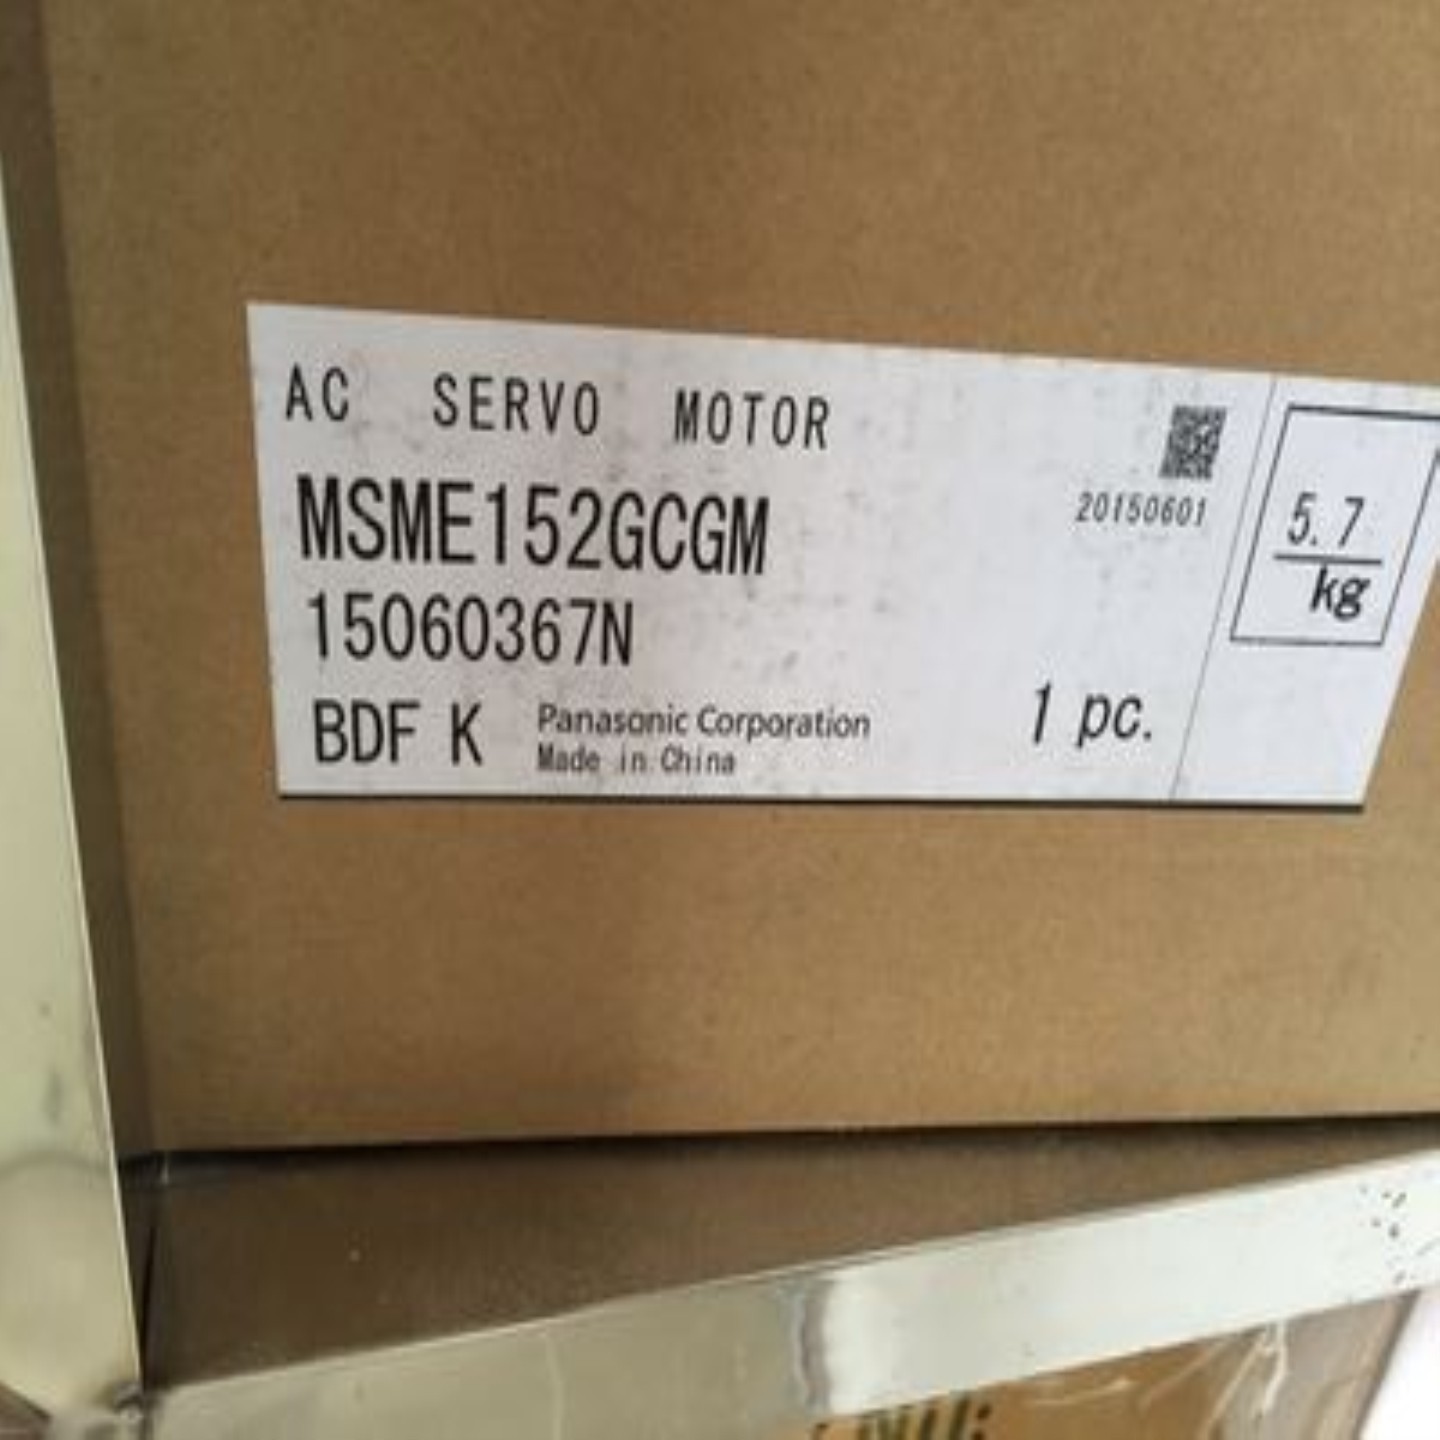 AC SERVO MOTOR
MSME152GCGM
20150601
15060367N
BDF K
Panasonic Corporation
Made in China
1 pc.
5.7
kg